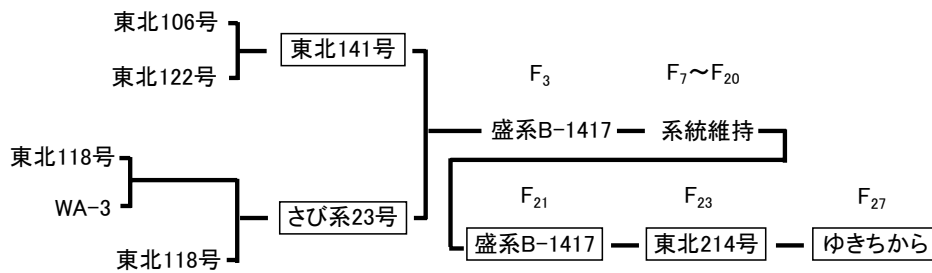 東北106号
東北141号
東北122号
F3
F7～F20
盛系B-1417
系統維持
東北118号
WA-3
さび系23号
東北118号
F21
F23
F27
盛系B-1417
東北214号
ゆきちから